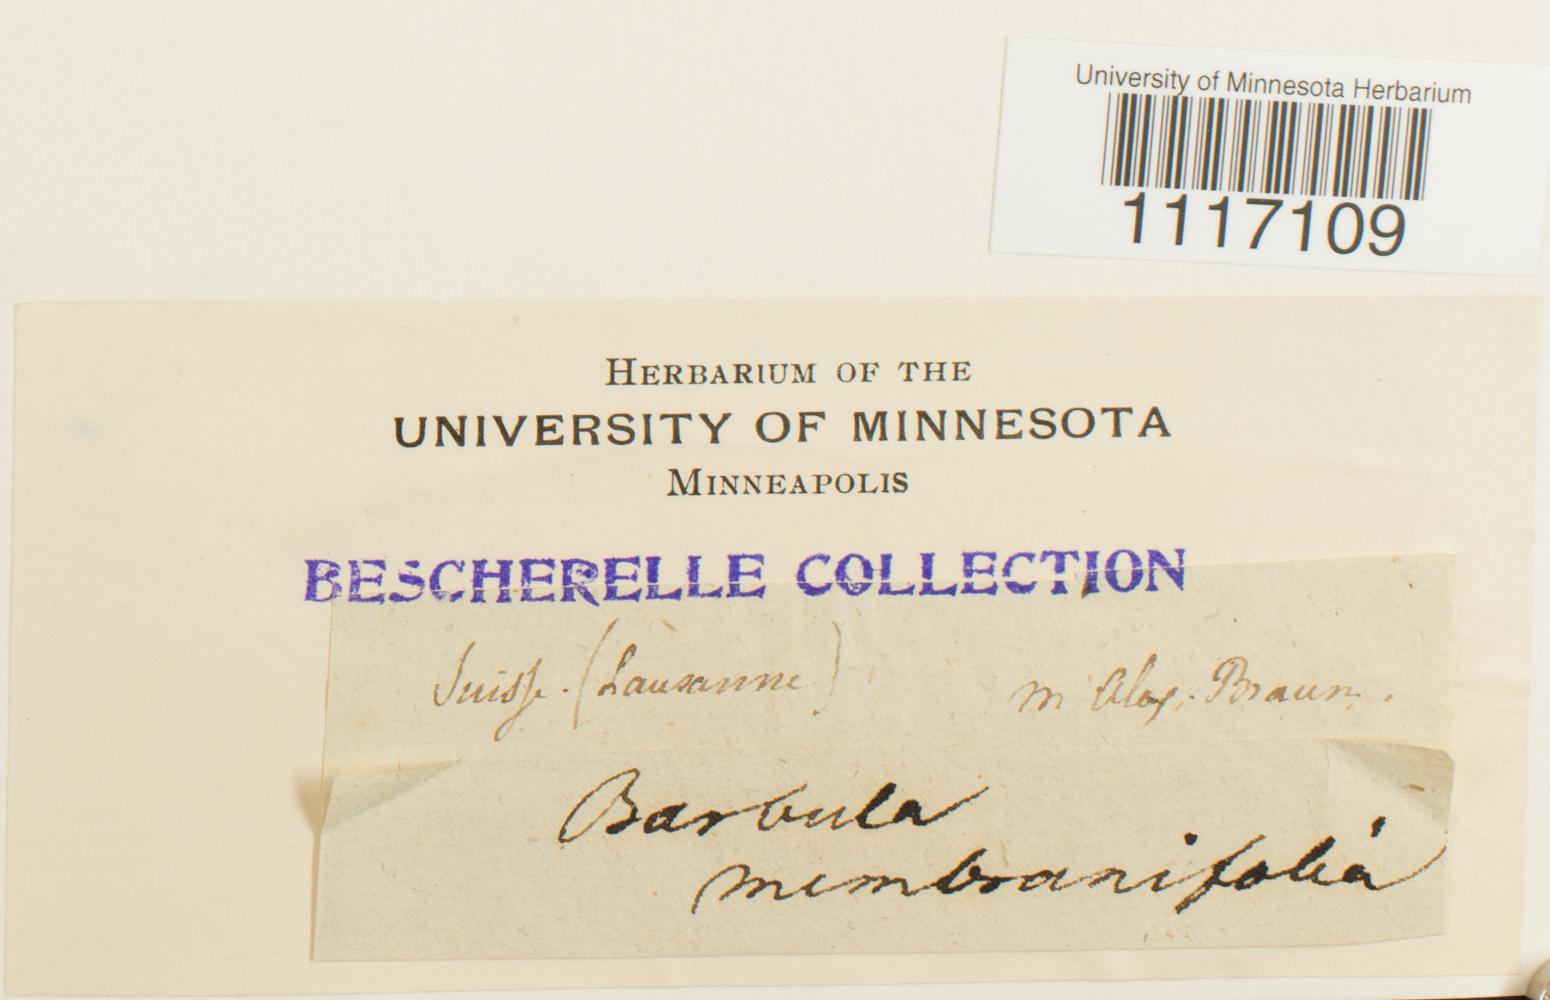 University of Minnesota Herbarium
1117109
HERBARIUM OF THE
UNIVERSITY OF MINNESOTA
MINNEAPOLIS
BESCHERELLE COLLECTION
Suisse. (Lausanne) m Alex. Braun.
Barbula
membranifolia